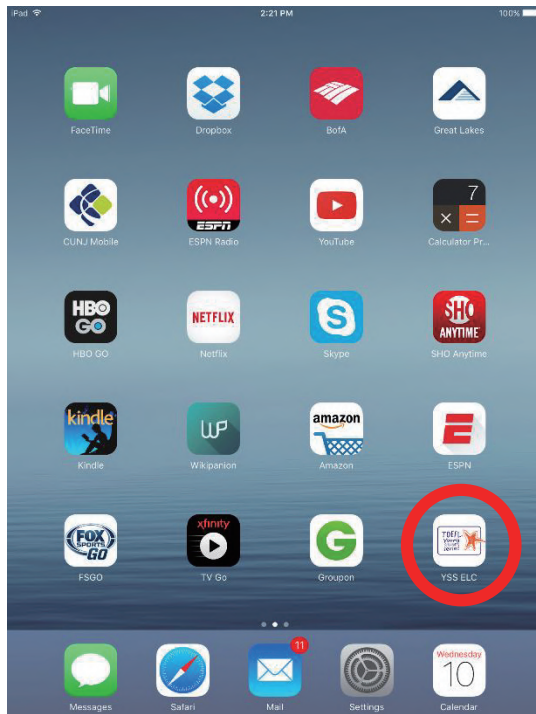 iPad
2:21 PM
100%
FaceTime
Dropbox
BofA
Great Lakes
7
CUNJ Mobile
ESPN
ESPN Radio
YouTube
Calculator Pr...
HBO
GO
HBO GO
NETFLIX
Netflix
S
Skype
SHO
ANYTIME
SHO Anytime
kindle
Kindle
Wikipanion
amazon
Amazon
ESPN
FOX
SPORTS
GO
FSGO
xfinity
TV Go
G
Groupon
TOEFL
YSS ELC
Messages
Safari
11
Mail
Settings
Wednesday
10
Calendar